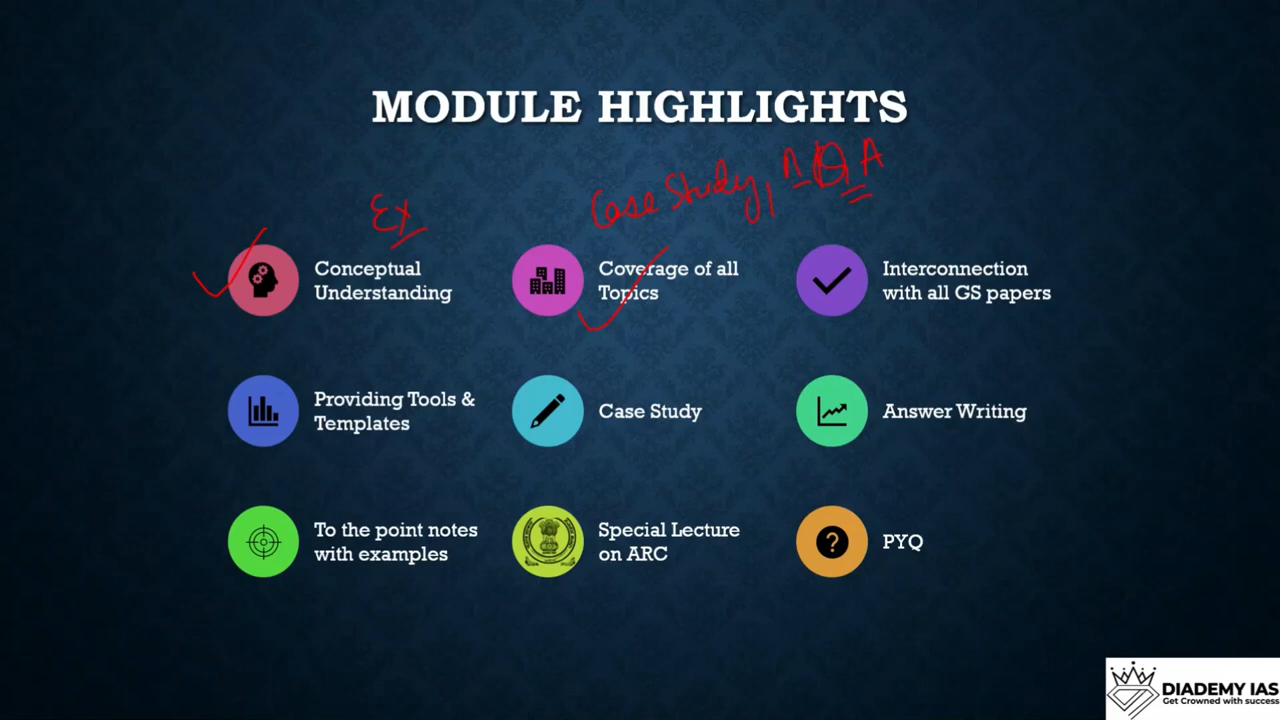 MODULE HIGHLIGHTS
Case Study,
Ex
Conceptual
Understanding
Coverage of all
Topics
Interconnection
with all GS papers
Providing Tools &
Templates
Case Study
Answer Writing
To the point notes
with examples
Special Lecture
on ARC
PYQ
DIADEMY IAS
Get Crowned with success